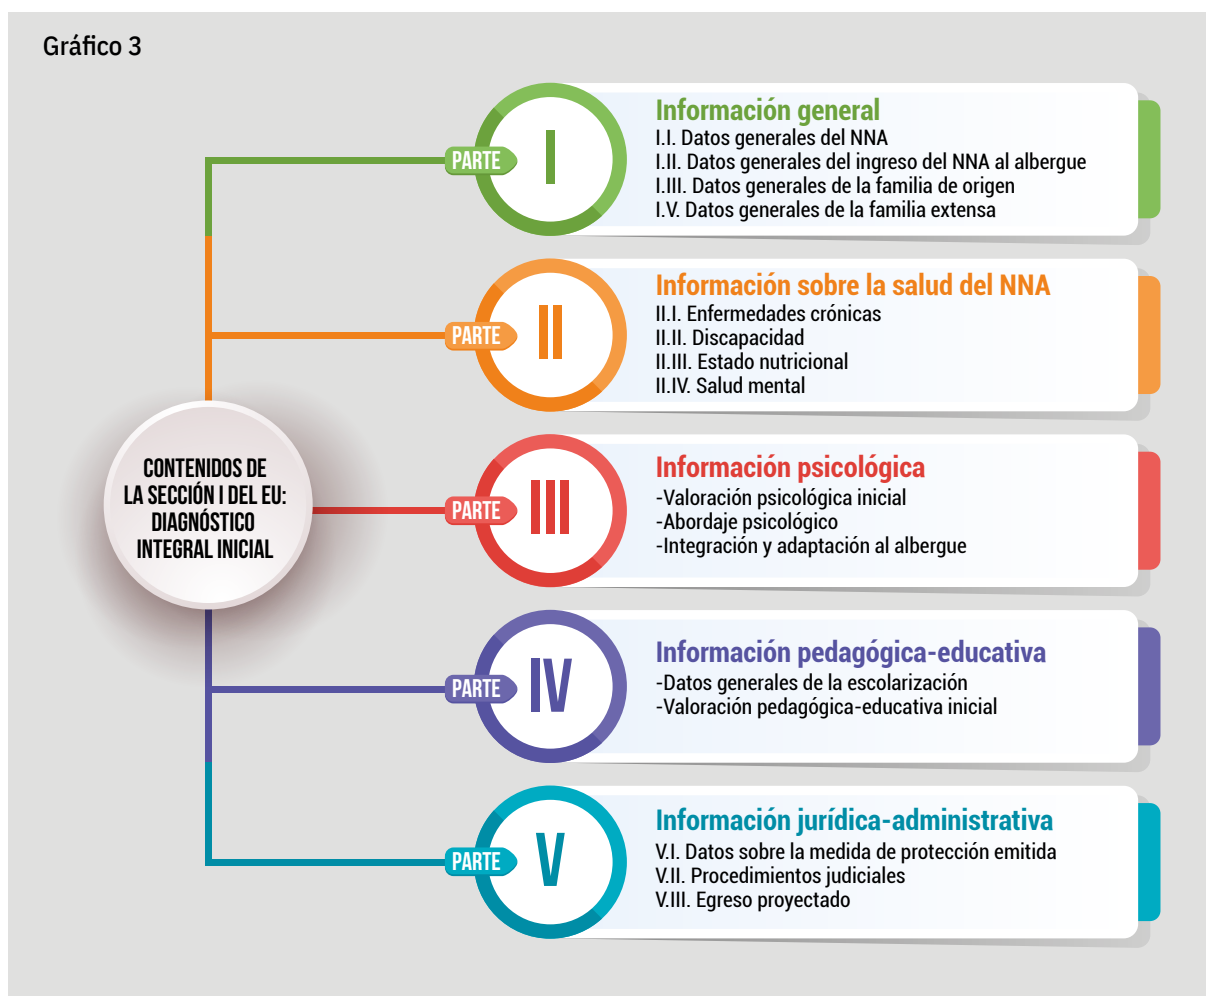 Gráfico 3
CONTENIDOS DE
LA SECCIÓN I DEL EU:
DIAGNÓSTICO
INTEGRAL INICIAL
PARTE
I
Información general
I.I. Datos generales del NNA
I.II. Datos generales del ingreso del NNA al albergue
I.III. Datos generales de la familia de origen
I.V. Datos generales de la familia extensa
PARTE
II
Información sobre la salud del NNA
II.I. Enfermedades crónicas
II.II. Discapacidad
II.III. Estado nutricional
II.IV. Salud mental
PARTE
III
Información psicológica
-Valoración psicológica inicial
-Abordaje psicológico
-Integración y adaptación al albergue
PARTE
IV
Información pedagógica-educativa
-Datos generales de la escolarización
-Valoración pedagógica-educativa inicial
PARTE
V
Información jurídica-administrativa
V.I. Datos sobre la medida de protección emitida
V.II. Procedimientos judiciales
V.III. Egreso proyectado